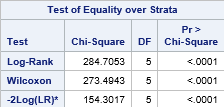 Test of Equality over Strata
Pr >
Test Chi-Square DF Chi-Square
Log-Rank 284.7053 5 <.0001
Wilcoxon 273.4943 5 <.0001
-2Log(LR)* 154.3017 5 <.0001